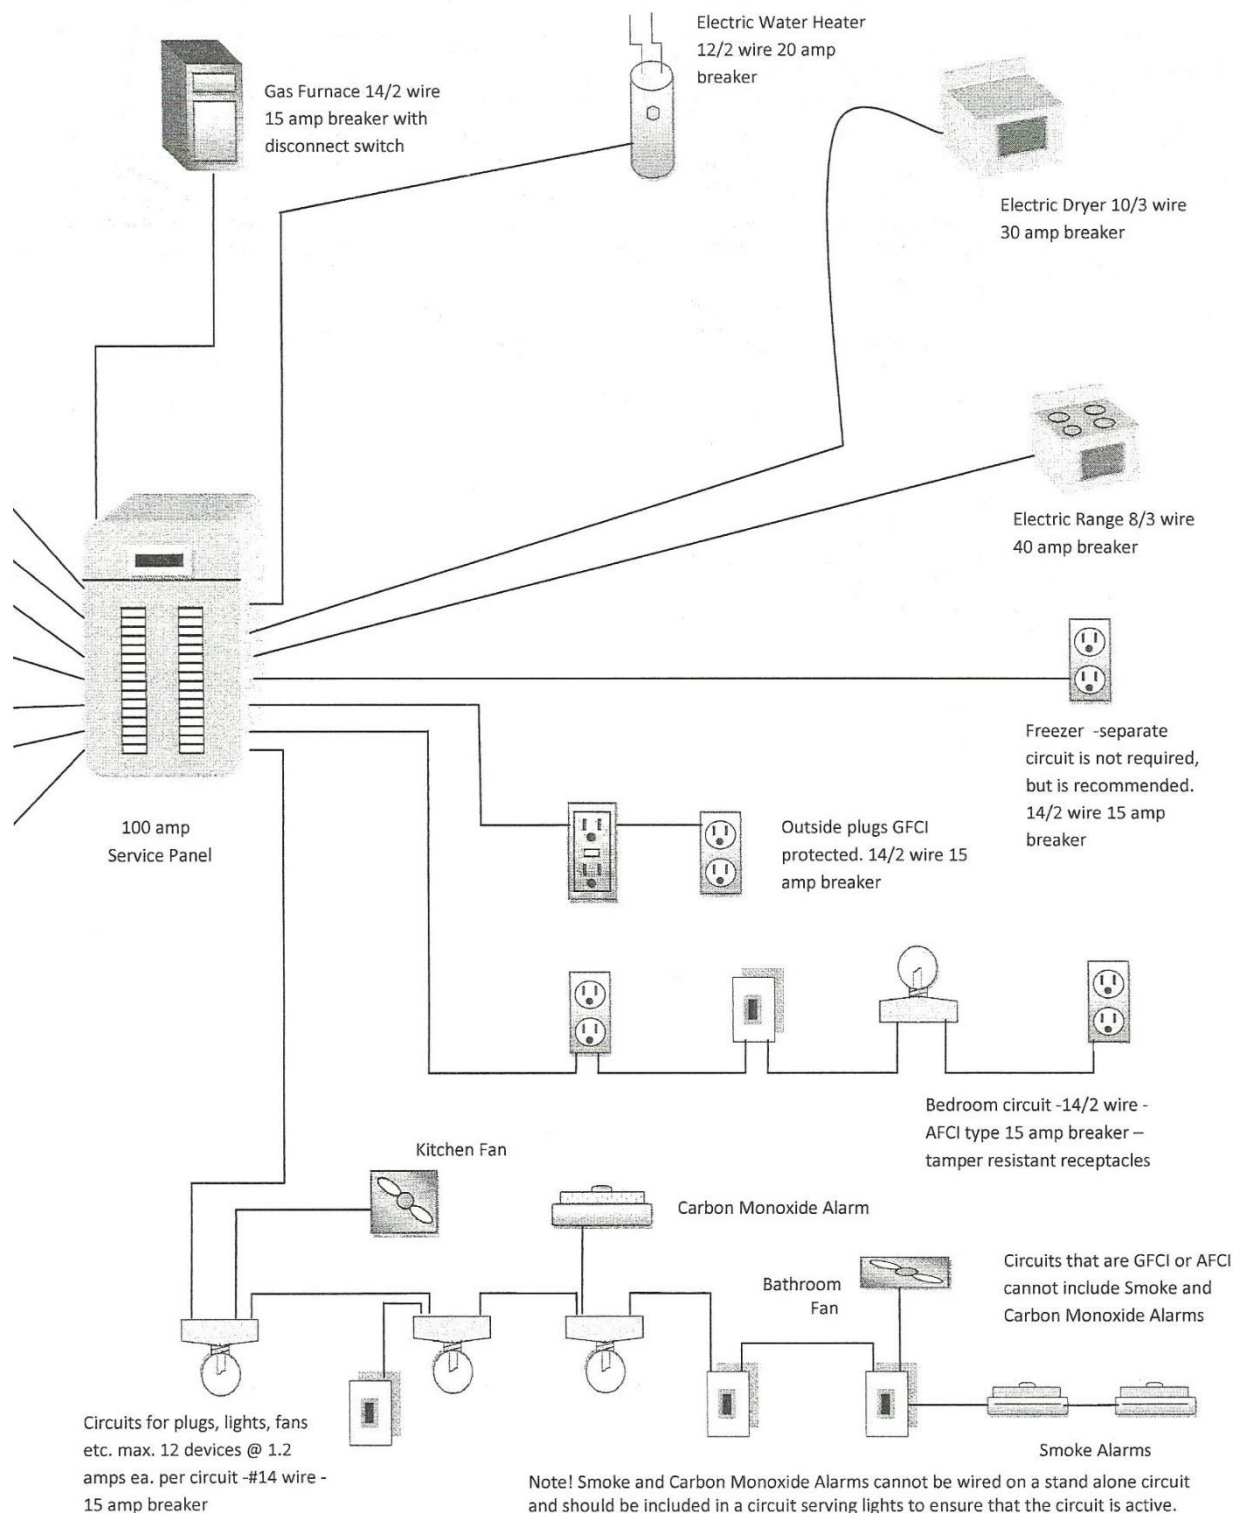 Electric Water Heater
12/2 wire 20 amp
breaker
Gas Furnace 14/2 wire
15 amp breaker with
disconnect switch
Electric Dryer 10/3 wire
30 amp breaker
Electric Range 8/3 wire
40 amp breaker
Freezer -separate
circuit is not required,
but is recommended.
14/2 wire 15 amp
breaker
100 amp
Service Panel
Outside plugs GFCI
protected. 14/2 wire 15
amp breaker
Bedroom circuit -14/2 wire -
AFCI type 15 amp breaker –
tamper resistant receptacles
Kitchen Fan
Carbon Monoxide Alarm
Bathroom
Fan
Circuits that are GFCI or AFCI
cannot include Smoke and
Carbon Monoxide Alarms
Circuits for plugs, lights, fans
etc. max. 12 devices @ 1.2
amps ea. per circuit -#14 wire -
15 amp breaker
Smoke Alarms
Note! Smoke and Carbon Monoxide Alarms cannot be wired on a stand alone circuit
and should be included in a circuit serving lights to ensure that the circuit is active.